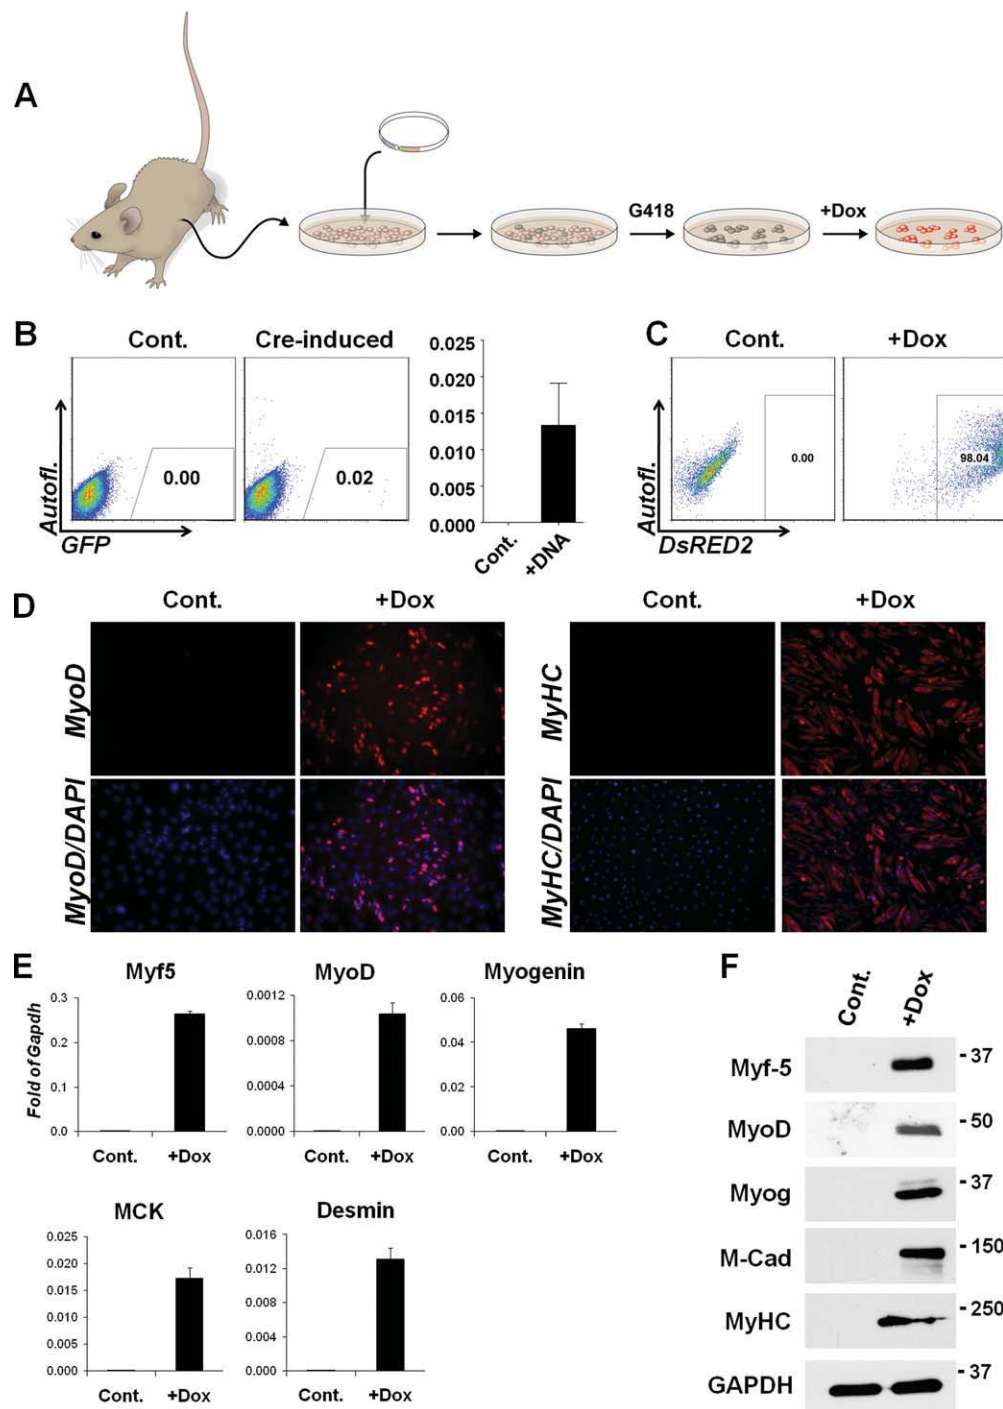 A
G418
+Dox
B
Cont.
Cre-induced
0.025
0.020
0.015
0.010
0.005
0.000
0.00
0.02
Autofl.
GFP
Cont.
+DNA
C
Cont.
+Dox
0.00
98.04
Autofl.
DsRED2
D
Cont.
+Dox
Cont.
+Dox
MyoD
MyHC
MyoD/DAPI
MyHC/DAPI
E
Myf5
MyoD
Myogenin
Fold of Gapdh
0.3
0.2
0.1
0.0
Cont.
+Dox
0.0012
0.0008
0.0004
0.0000
Cont.
+Dox
0.06
0.04
0.02
0.00
Cont.
+Dox
MCK
Desmin
0.025
0.020
0.015
0.010
0.005
0.000
Cont.
+Dox
0.016
0.012
0.008
0.004
0.000
Cont.
+Dox
F
Cont.
+Dox
Myf-5
- 37
MyoD
- 50
Myog
- 37
M-Cad
- 150
MyHC
- 250
GAPDH
- 37